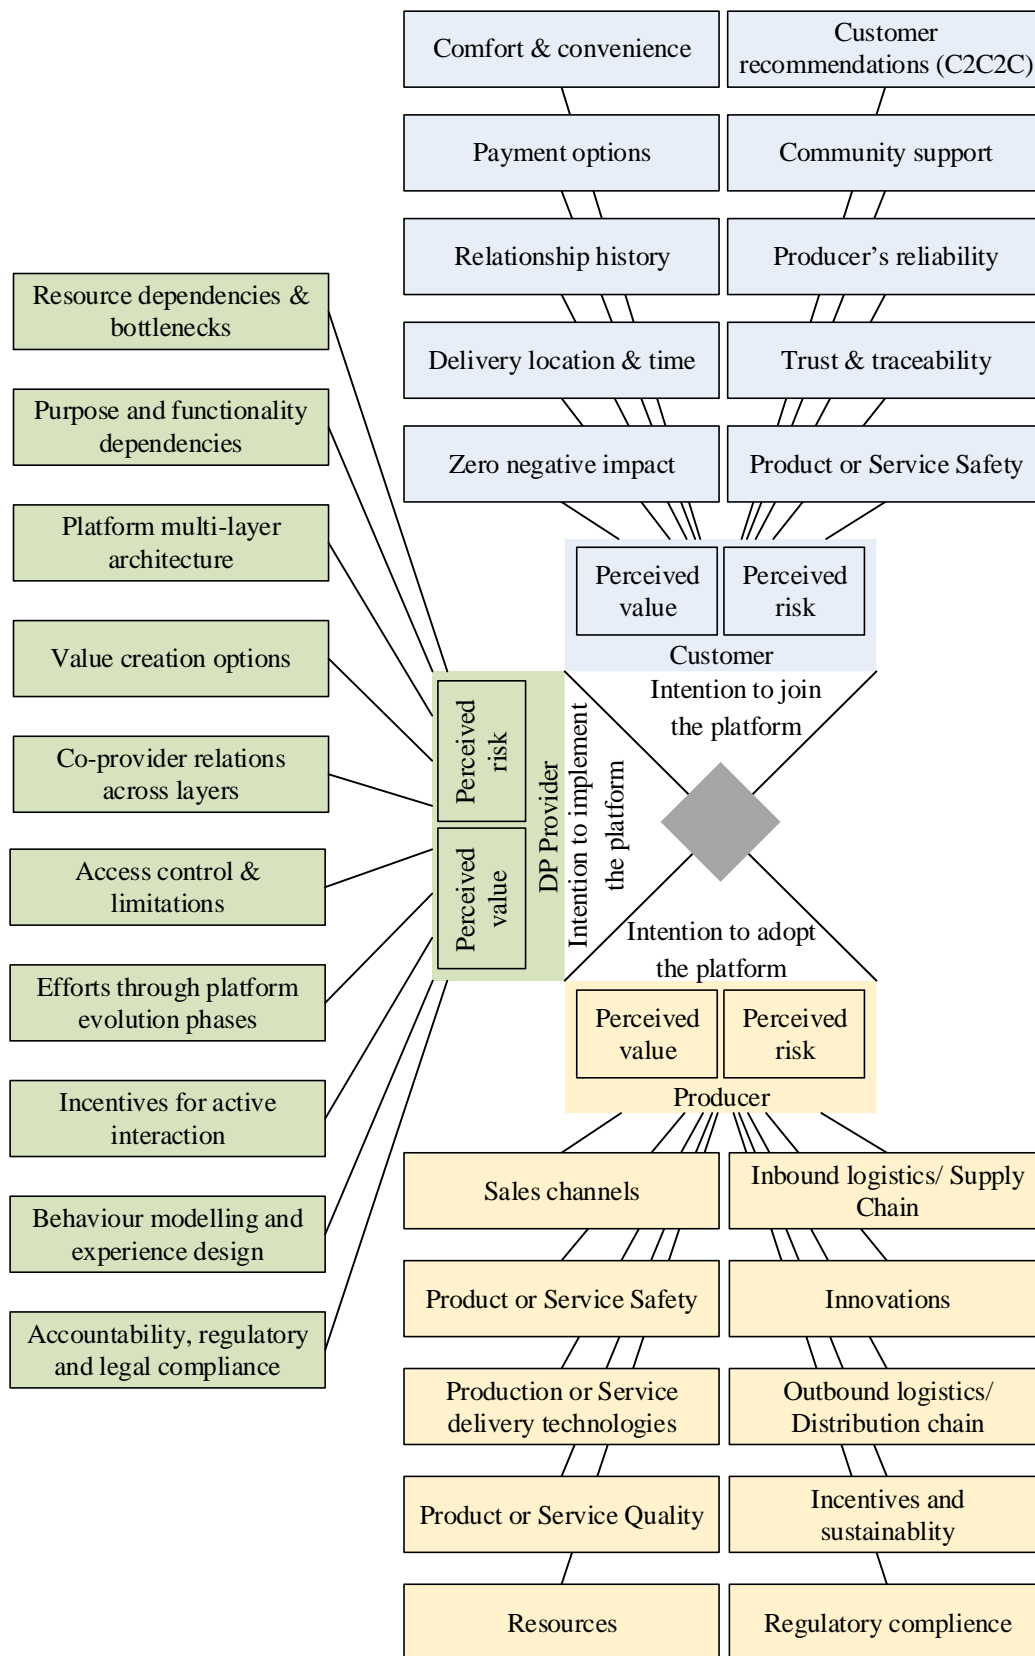 Comfort & convenience
Customer
recommendations (C2C2C)
Payment options
Community support
Relationship history
Producer’s reliability
Delivery location & time
Trust & traceability
Zero negative impact
Product or Service Safety
Perceived
value
Perceived
risk
Customer
Intention to join
the platform
Resource dependencies &
bottlenecks
Purpose and functionality
dependencies
Platform multi-layer
architecture
Value creation options
Co-provider relations
across layers
Access control &
limitations
Efforts through platform
evolution phases
Incentives for active
interaction
Behaviour modelling and
experience design
Accountability, regulatory
and legal compliance
Perceived
risk
Perceived
value
DP Provider
Intention to implement
the platform
Intention to adopt
the platform
Perceived
value
Perceived
risk
Producer
Sales channels
Inbound logistics/ Supply
Chain
Product or Service Safety
Innovations
Production or Service
delivery technologies
Outbound logistics/
Distribution chain
Product or Service Quality
Incentives and
sustainablity
Resources
Regulatory complience